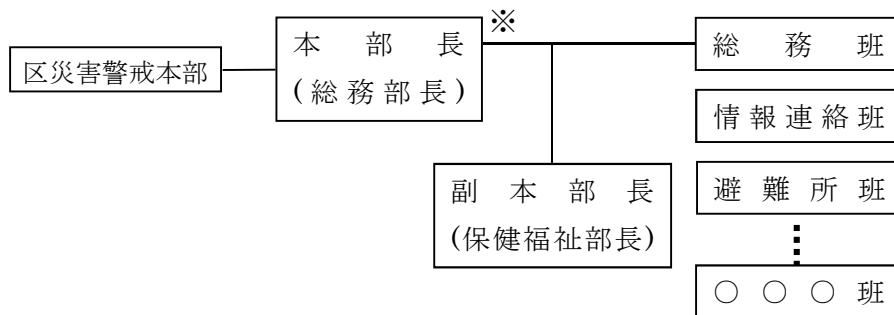 区災害警戒本部
本部長
(総務部長)
※
副本部長
(保健福祉部長)
総務班
情報連絡班
避難所班
○○○班